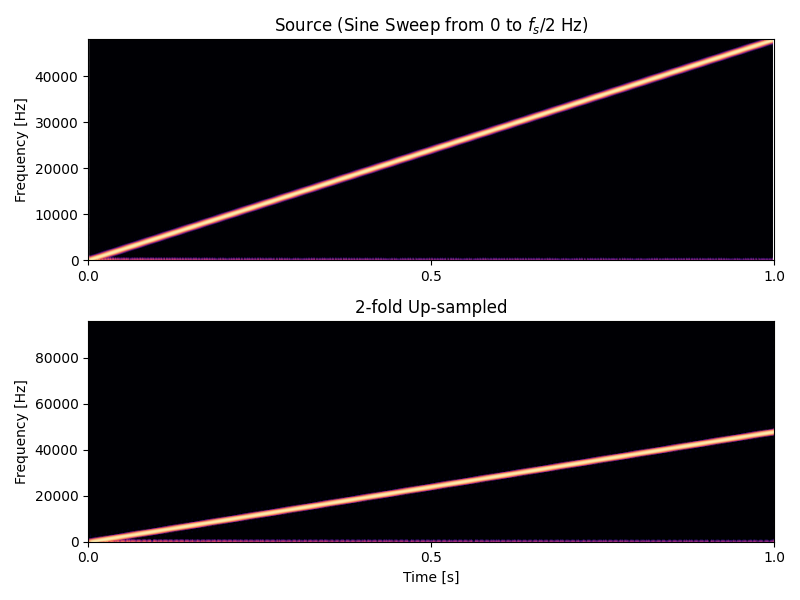 Source (Sine Sweep from 0 to $f_s/2$ Hz)
Frequency [Hz]
40000
30000
20000
10000
0
0.0 0.5 1.0
2-fold Up-sampled
Frequency [Hz]
80000
60000
40000
20000
0
0.0 0.5 1.0
Time [s]